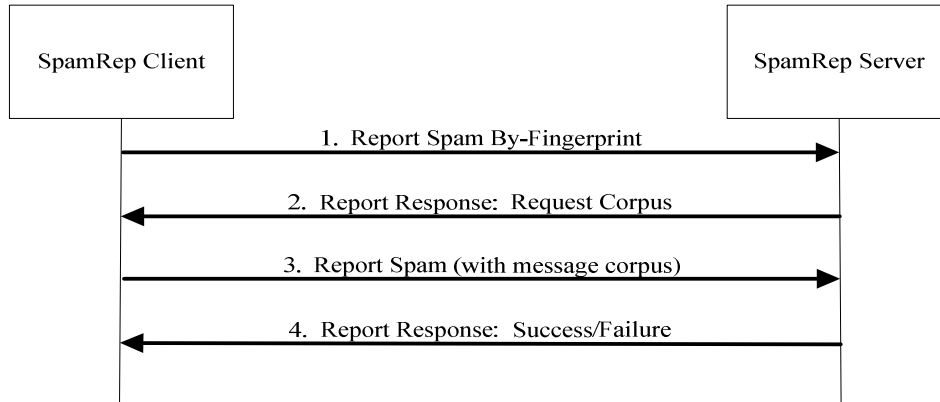 SpamRep Client
SpamRep Server
1. Report Spam By-Fingerprint
2. Report Response: Request Corpus
3. Report Spam (with message corpus)
4. Report Response: Success/Failure